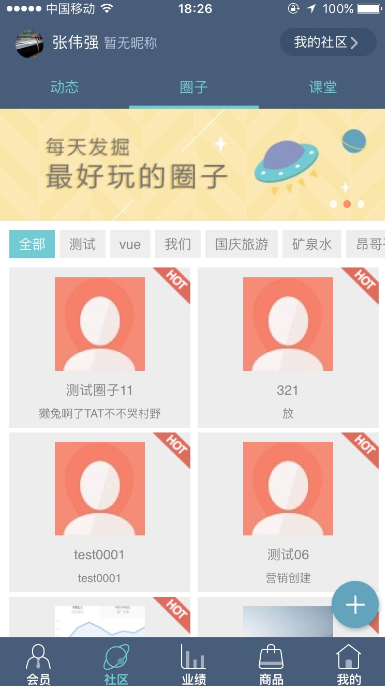 中国移动 18:26 100%
张伟强 暂无昵称 我的社区
动态 圈子 课堂
每天发掘
最好玩的圈子
全部 测试 vue 我们 国庆旅游 矿泉水 昂哥
HOT HOT
测试圈子11 321
獭兔啊了TAT不不哭村野 放
HOT HOT
test0001 测试06
test0001 营销创建
HOT HOT
+
会员 社区 业绩 商品 我的